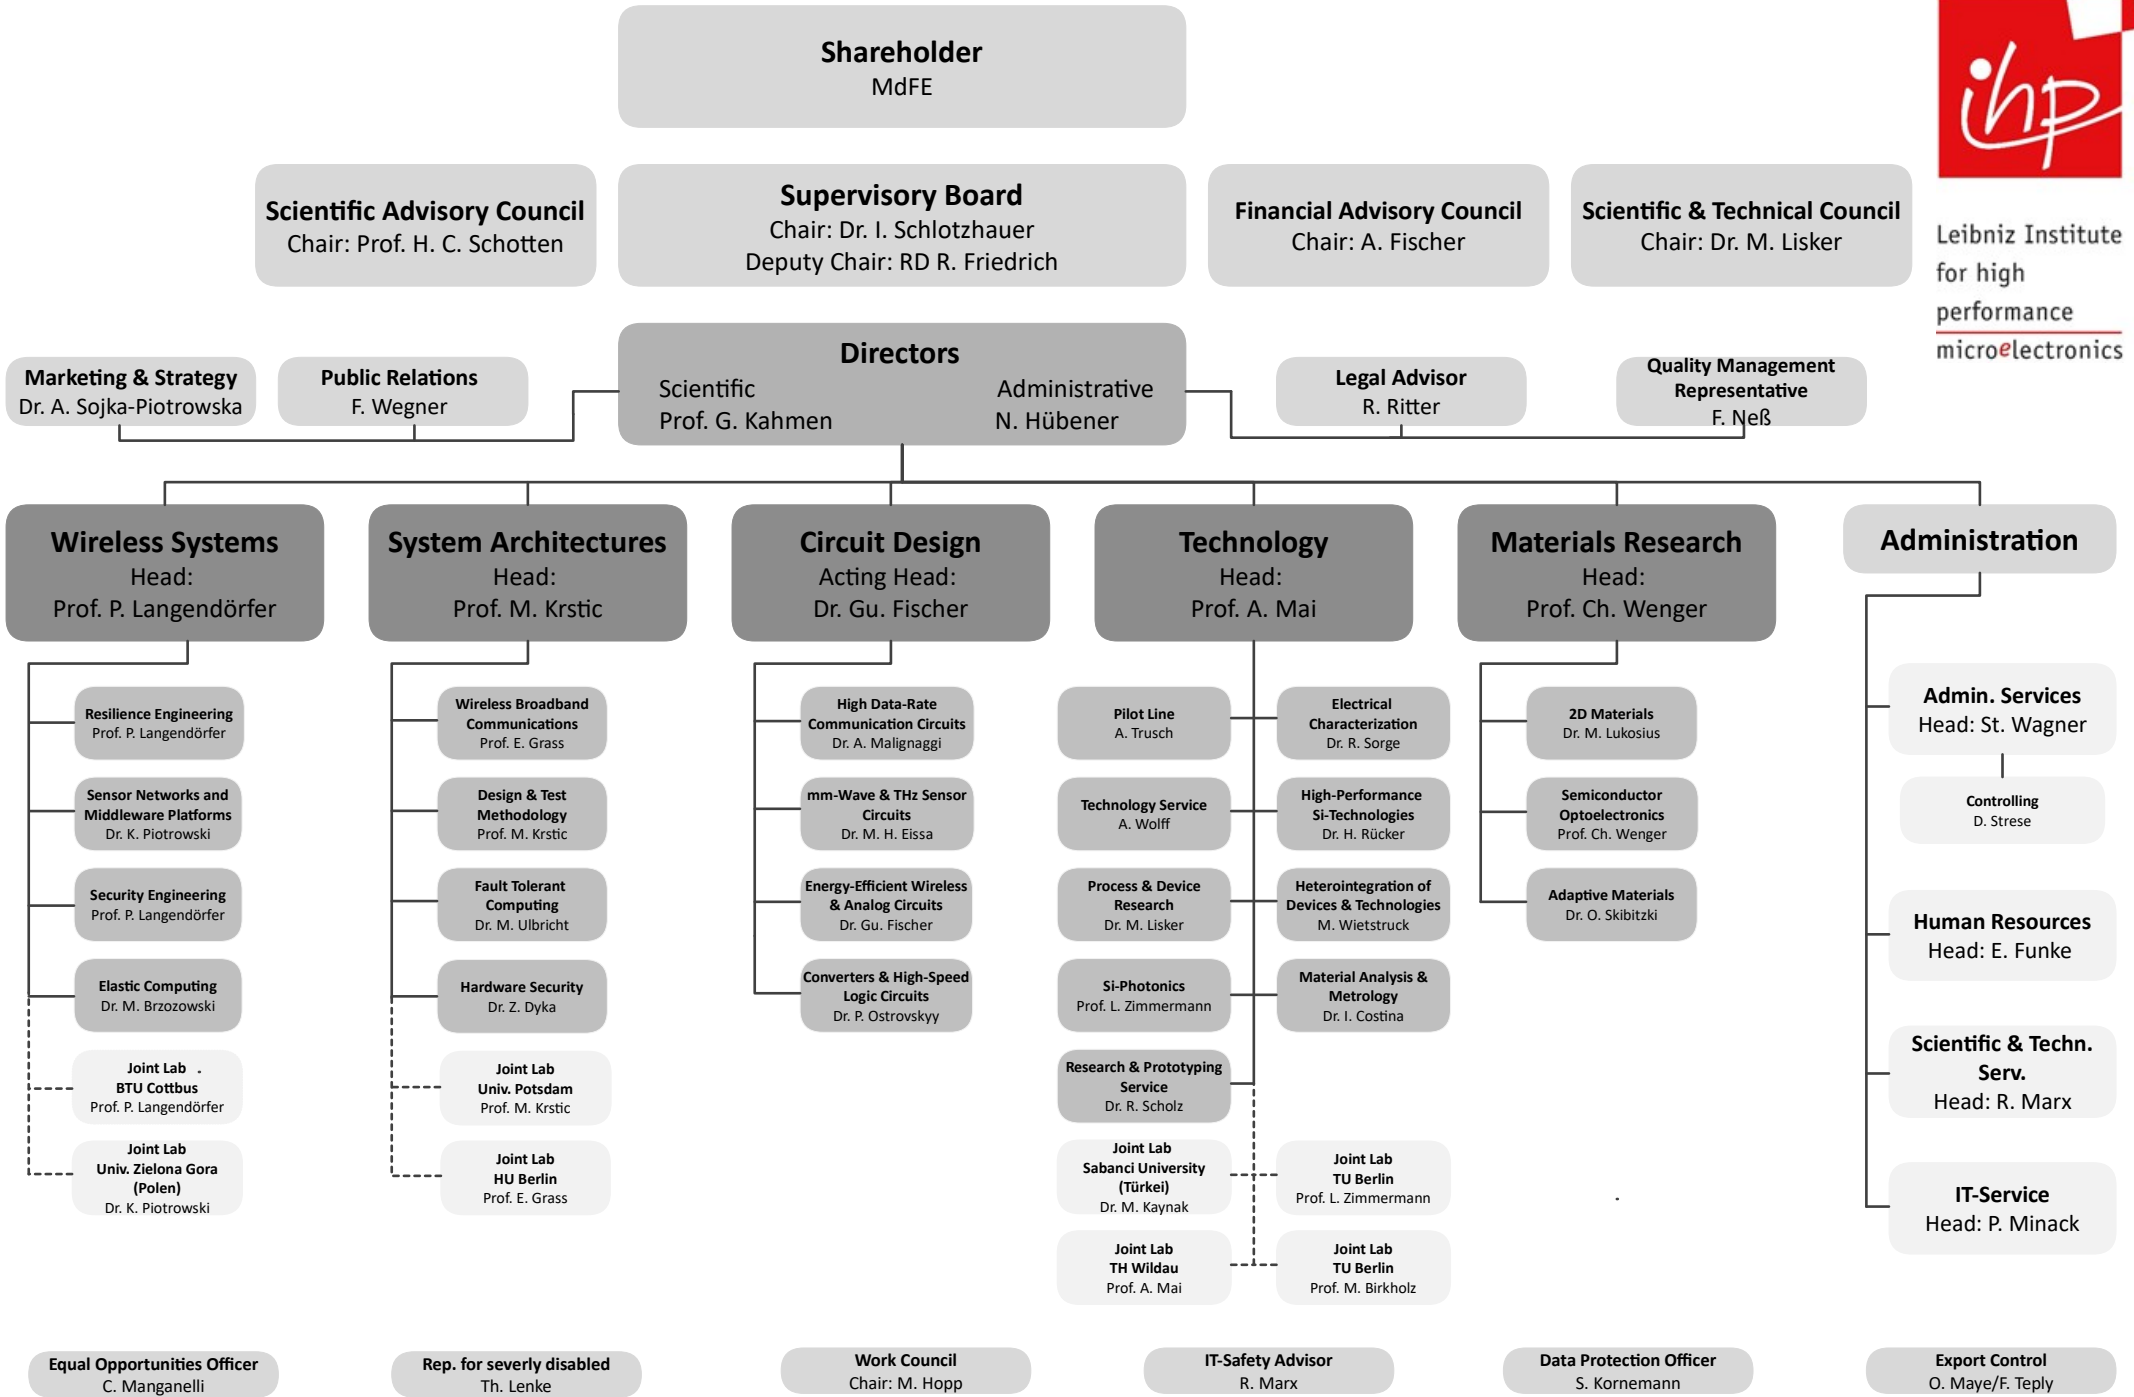 Shareholder
MdFE
ihp
Leibniz Institute
for high
performance
microelectronics
Scientific Advisory Council
Chair: Prof. H. C. Schotten
Supervisory Board
Chair: Dr. I. Schlotzhauer
Deputy Chair: RD R. Friedrich
Financial Advisory Council
Chair: A. Fischer
Scientific & Technical Council
Chair: Dr. M. Lisker
Marketing & Strategy
Dr. A. Sojka-Piotrowska
Public Relations
F. Wegner
Directors
Scientific
Prof. G. Kahmen
Administrative
N. Hübener
Legal Advisor
R. Ritter
Quality Management
Representative
F. Neß
Wireless Systems
Head:
Prof. P. Langendörfer
System Architectures
Head:
Prof. M. Krstic
Circuit Design
Acting Head:
Dr. Gu. Fischer
Technology
Head:
Prof. A. Mai
Materials Research
Head:
Prof. Ch. Wenger
Administration
Resilience Engineering
Prof. P. Langendörfer
Sensor Networks and
Middleware Platforms
Dr. K. Piotrowski
Security Engineering
Prof. P. Langendörfer
Elastic Computing
Dr. M. Brzozowski
Joint Lab .
BTU Cottbus
Prof. P. Langendörfer
Joint Lab
Univ. Zielona Gora
(Polen)
Dr. K. Piotrowski
Wireless Broadband
Communications
Prof. E. Grass
Design & Test
Methodology
Prof. M. Krstic
Fault Tolerant
Computing
Dr. M. Ulbricht
Hardware Security
Dr. Z. Dyka
Joint Lab
Univ. Potsdam
Prof. M. Krstic
Joint Lab
HU Berlin
Prof. E. Grass
High Data-Rate
Communication Circuits
Dr. A. Malignaggi
mm-Wave & THz Sensor
Circuits
Dr. M. H. Eissa
Energy-Efficient Wireless
& Analog Circuits
Dr. Gu. Fischer
Converters & High-Speed
Logic Circuits
Dr. P. Ostrovskyy
Pilot Line
A. Trusch
Technology Service
A. Wolff
Process & Device
Research
Dr. M. Lisker
Si-Photonics
Prof. L. Zimmermann
Research & Prototyping
Service
Dr. R. Scholz
Joint Lab
Sabanci University
(Türkei)
Dr. M. Kaynak
Joint Lab
TH Wildau
Prof. A. Mai
Electrical
Characterization
Dr. R. Sorge
High-Performance
Si-Technologies
Dr. H. Rücker
Heterointegration of
Devices & Technologies
M. Wietstruck
Material Analysis &
Metrology
Dr. I. Costina
Joint Lab
TU Berlin
Prof. L. Zimmermann
Joint Lab
TU Berlin
Prof. M. Birkholz
2D Materials
Dr. M. Lukosius
Semiconductor
Optoelectronics
Prof. Ch. Wenger
Adaptive Materials
Dr. O. Skibitzki
Admin. Services
Head: St. Wagner
Controlling
D. Strese
Human Resources
Head: E. Funke
Scientific & Techn.
Serv.
Head: R. Marx
IT-Service
Head: P. Minack
Equal Opportunities Officer
C. Manganelli
Rep. for severly disabled
Th. Lenke
Work Council
Chair: M. Hopp
IT-Safety Advisor
R. Marx
Data Protection Officer
S. Kornemann
Export Control
O. Maye/F. Teply